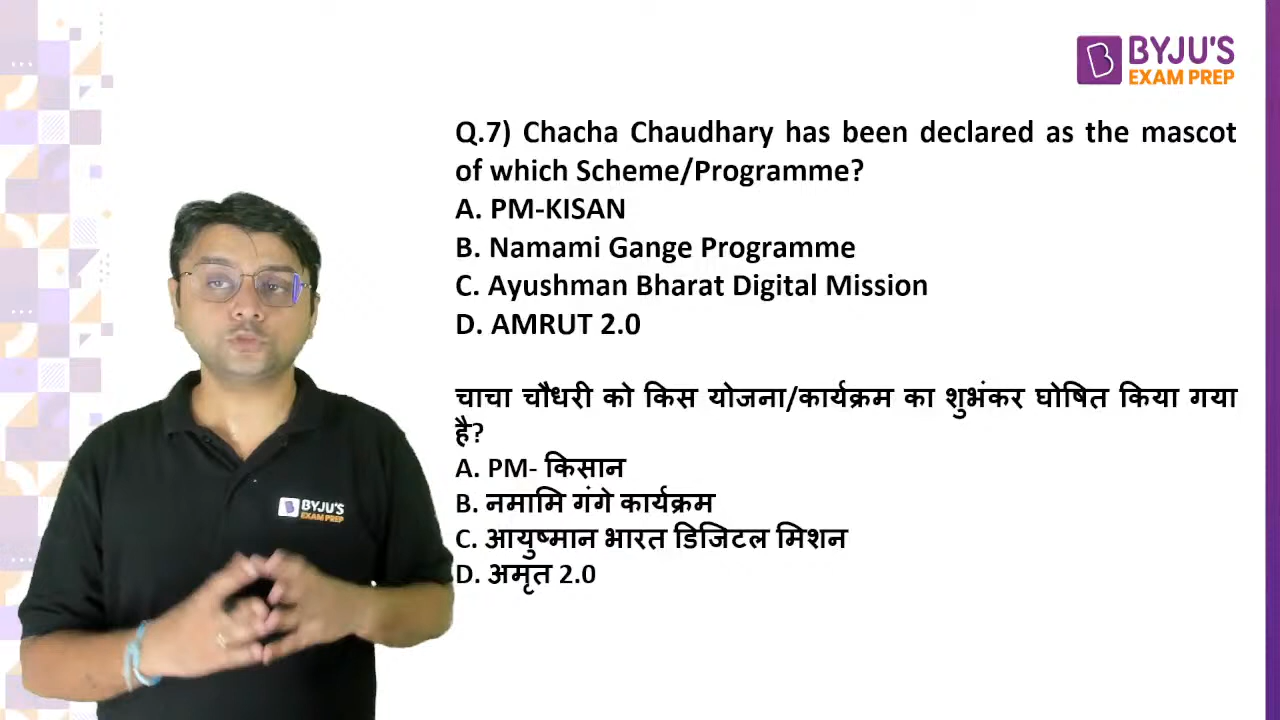 BYJU'S
EXAM PREP
Q.7) Chacha Chaudhary has been declared as the mascot
of which Scheme/Programme?
A. PM-KISAN
B. Namami Gange Programme
C. Ayushman Bharat Digital Mission
D. AMRUT 2.0
चाचा चौधरी को किस योजना/कार्यक्रम का शुभंकर घोषित किया गया
है?
A. PM- किसान
B. नमामि गंगे कार्यक्रम
C. आयुष्मान भारत डिजिटल मिशन
D. अमृत 2.0
BYJU'S
EXAM PREP